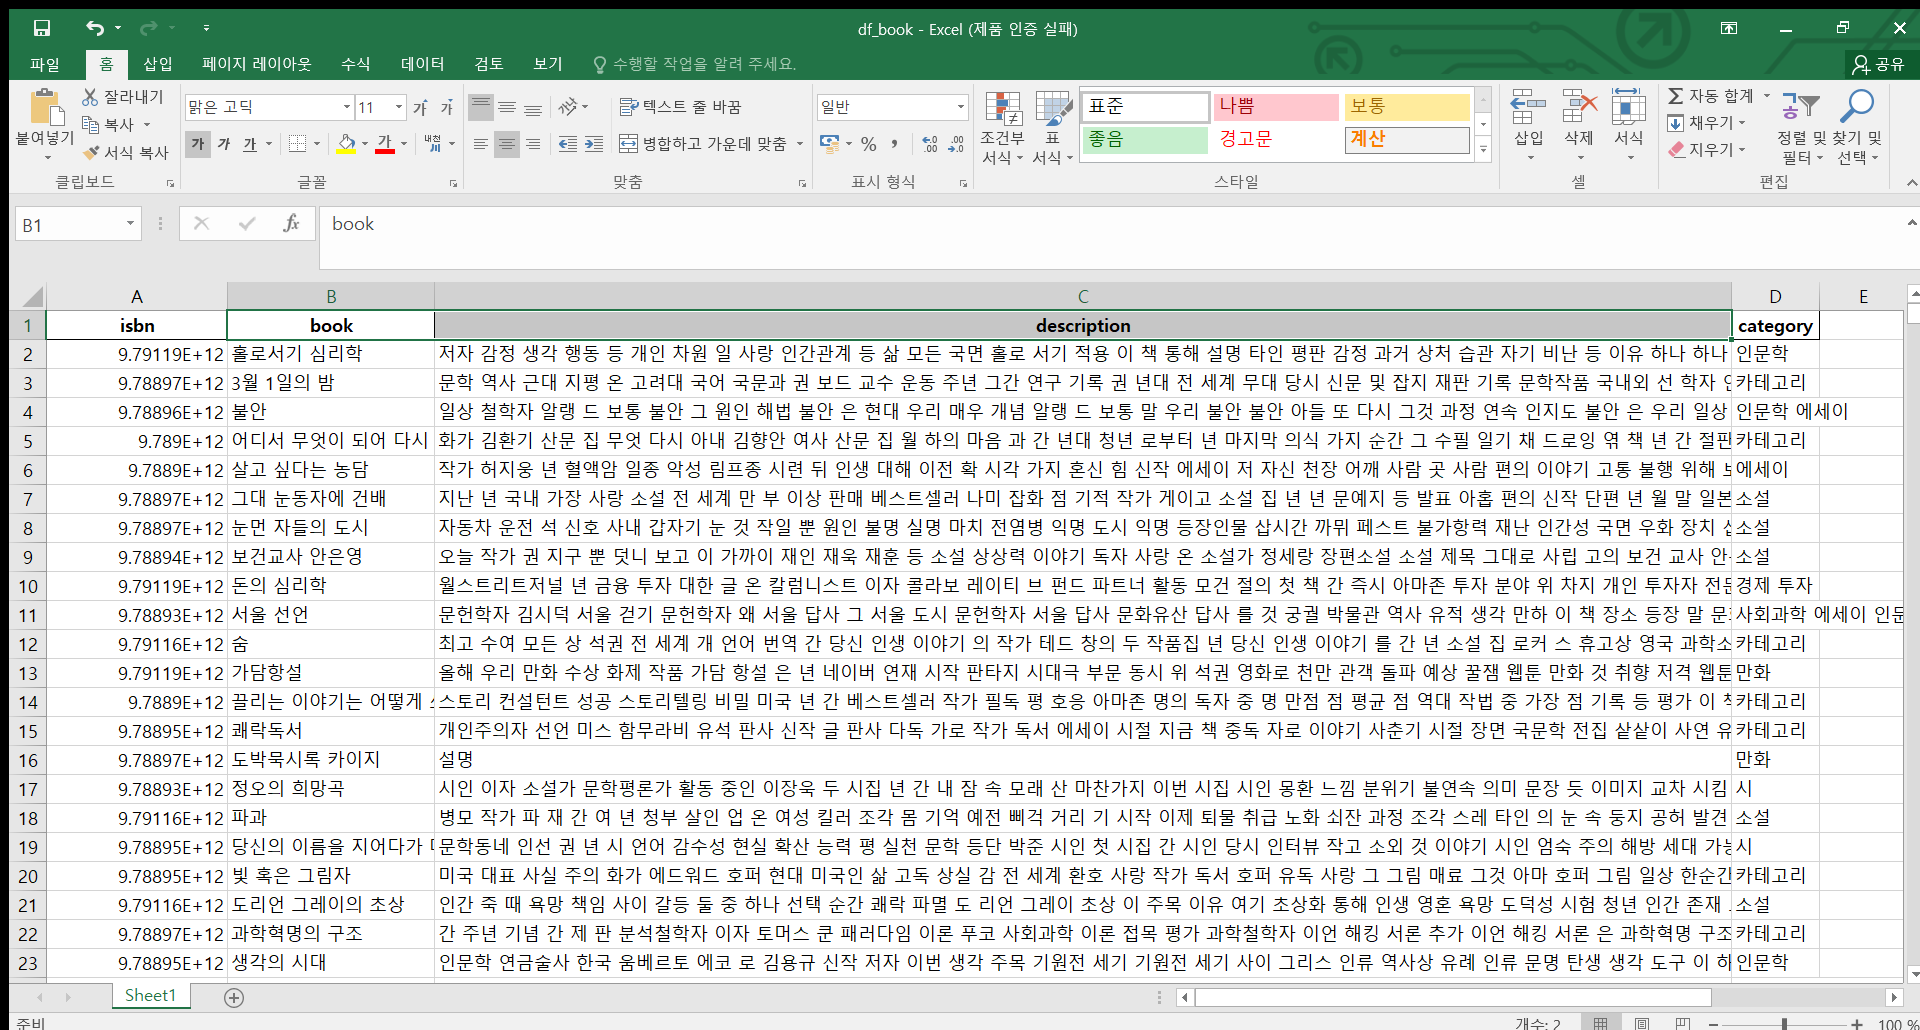 df_book - Excel (제품 인증 실패)
파일 홈 삽입 페이지 레이아웃 수식 데이터 검토 보기 수행할 작업을 알려 주세요. 공유
붙여넣기 잘라내기 복사 서식 복사 클립보드
맑은 고딕 11 가 가 가 가 가 가 내천 글꼴
텍스트 줄 바꿈 병합하고 가운데 맞춤 맞춤
일반 % 표시 형식
조건부 서식 표 서식 표준 나쁨 보통 좋음 경고문 계산 스타일
삽입 삭제 서식 셀
자동 합계 채우기 지우기 정렬 및 필터 찾기 및 선택 편집
B1 fx book
A B C D E
1 isbn book description category
2 9.79119E+12 홀로서기 심리학 저자 감정 생각 행동 등 개인 차원 일 사랑 인간관계 등 삶 모든 국면 홀로 서기 적용 이 책 통해 설명 타인 평판 감정 과거 상처 습관 자기 비난 등 이유 하나 하나 인문학
3 9.78897E+12 3월 1일의 밤 문학 역사 근대 지평 온 고려대 국어 국문과 권 보드 교수 운동 주년 그간 연구 기록 권 년대 전 세계 무대 당시 신문 및 잡지 재판 기록 문학작품 국내외 선 학자 카테고리
4 9.78896E+12 불안 일상 철학자 알랭 드 보통 불안 그 원인 해법 불안 은 현대 우리 매우 개념 알랭 드 보통 말 우리 불안 불안 아들 또 다시 그것 과정 연속 인지도 불안 은 우리 일상 인문학 에세이
5 9.789E+12 어디서 무엇이 되어 다시 화가 김환기 산문 집 무엇 다시 아내 김향안 여사 산문 집 월 하의 마음 과 간 년대 청년 로부터 년 마지막 의식 가지 순간 그 수필 일기 채 드로잉 엮 책 년 간 절판 카테고리
6 9.7889E+12 살고 싶다는 농담 작가 허지웅 년 혈액암 일종 악성 림프종 시련 뒤 인생 대해 이전 확 시각 가지 혼신 힘 신작 에세이 저 자신 천장 어깨 사람 곳 사람 편의 이야기 고통 불행 위해 에세이
7 9.78897E+12 그대 눈동자에 건배 지난 년 국내 가장 사랑 소설 전 세계 만 부 이상 판매 베스트셀러 나미 잡화 점 기적 작가 게이고 소설 집 년 년 문예지 등 발표 아홉 편의 신작 단편 년 월 말 일본 소설
8 9.78897E+12 눈먼 자들의 도시 자동차 운전 석 신호 사내 갑자기 눈 것 작일 뿐 원인 불명 실명 마치 전염병 익명 도시 익명 등장인물 삽시간 까뮈 페스트 불가항력 재난 인간성 국면 우화 장치 소설
9 9.78894E+12 보건교사 안은영 오늘 작가 권 지구 뿐 덧니 보고 이 가까이 재인 재욱 재훈 등 소설 상상력 이야기 독자 사랑 온 소설가 정세랑 장편소설 소설 제목 그대로 사립 고의 보건 교사 안 소설
10 9.79119E+12 돈의 심리학 월스트리트저널 년 금융 투자 대한 글 온 칼럼니스트 이자 콜라보 레이티 브 펀드 파트너 활동 모건 절의 첫 책 간 즉시 아마존 투자 분야 위 차지 개인 투자자 전문 경제 투자
11 9.78893E+12 서울 선언 문헌학자 김시덕 서울 걷기 문헌학자 왜 서울 답사 그 서울 도시 문헌학자 서울 답사 문화유산 답사 를 것 궁궐 박물관 역사 유적 생각 만하 이 책 장소 등장 말 문 사회과학 에세이 인문
12 9.79116E+12 숨 최고 수여 모든 상 석권 전 세계 개 언어 번역 간 당신 인생 이야기 의 작가 테드 창의 두 작품집 년 당신 인생 이야기 를 간 년 소설 집 로커 스 휴고상 영국 과학소 카테고리
13 9.79119E+12 가담항설 올해 우리 만화 수상 화제 작품 가담 항설 은 년 네이버 연재 시작 판타지 시대극 부문 동시 위 석권 영화로 천만 관객 돌파 예상 꿀잼 웹툰 만화 것 취향 저격 웹툰 만화
14 9.7889E+12 끌리는 이야기는 어떻게 스토리 컨설턴트 성공 스토리텔링 비밀 미국 년 간 베스트셀러 작가 필독 평 호응 아마존 명의 독자 중 명 만점 점 평균 점 역대 작법 중 가장 점 기록 등 평가 이 카테고리
15 9.78895E+12 쾌락독서 개인주의자 선언 미스 함무라비 유석 판사 신작 글 판사 다독 가로 작가 독서 에세이 시절 지금 책 중독 자로 이야기 사춘기 시절 장면 국문학 전집 샅샅이 사연 유 카테고리
16 9.78897E+12 도박묵시록 카이지 설명 만화
17 9.78893E+12 정오의 희망곡 시인 이자 소설가 문학평론가 활동 중인 이장욱 두 시집 년 간 내 잠 속 모래 산 마찬가지 이번 시집 시인 몽환 느낌 분위기 불연속 의미 문장 듯 이미지 교차 시킴 시
18 9.79116E+12 파과 병모 작가 파 재 간 여 년 청부 살인 업 온 여성 킬러 조각 몸 기억 예전 삐걱 거리 기 시작 이제 퇴물 취급 노화 쇠잔 과정 조각 스레 타인 의 눈 속 둥지 공허 발견 소설
19 9.78895E+12 당신의 이름을 지어다가 문학동네 인선 권 년 시 언어 감수성 현실 확산 능력 평 실천 문학 등단 박준 시인 첫 시집 간 시인 당시 인터뷰 작고 소외 것 이야기 시인 엄숙 주의 해방 세대 가능 시
20 9.78895E+12 빛 혹은 그림자 미국 대표 사실 주의 화가 에드워드 호퍼 현대 미국인 삶 고독 상실 감 전 세계 환호 사랑 작가 독서 호퍼 유독 사랑 그 그림 매료 그것 아마 호퍼 그림 일상 한순간 카테고리
21 9.79116E+12 도리언 그레이의 초상 인간 죽 때 욕망 책임 사이 갈등 둘 중 하나 선택 순간 쾌락 파멸 도 리언 그레이 초상 이 주목 이유 여기 초상화 통해 인생 영혼 욕망 도덕성 시험 청년 인간 존재 소설
22 9.78897E+12 과학혁명의 구조 간 주년 기념 간 제 판 분석철학자 이자 토머스 쿤 패러다임 이론 푸코 사회과학 이론 접목 평가 과학철학자 이언 해킹 서론 추가 이언 해킹 서론 은 과학혁명 구조 카테고리
23 9.78895E+12 생각의 시대 인문학 연금술사 한국 움베르토 에코 로 김용규 신작 저자 이번 생각 주목 기원전 세기 기원전 세기 사이 그리스 인류 역사상 유례 인류 문명 탄생 생각 도구 이 하 인문학
Sheet1
준비 개수: 2 100 %